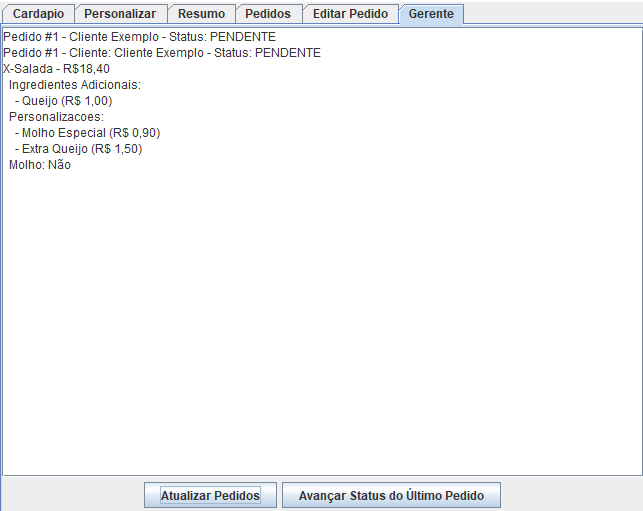 Cardapio Personalizar Resumo Pedidos Editar Pedido Gerente
Pedido #1 - Cliente Exemplo - Status: PENDENTE
Pedido #1 - Cliente: Cliente Exemplo - Status: PENDENTE
X-Salada - R$18,40
Ingredientes Adicionais:
- Queijo (R$ 1,00)
Personalizacoes:
- Molho Especial (R$ 0,90)
- Extra Queijo (R$ 1,50)
Molho: Não
Atualizar Pedidos Avançar Status do Último Pedido